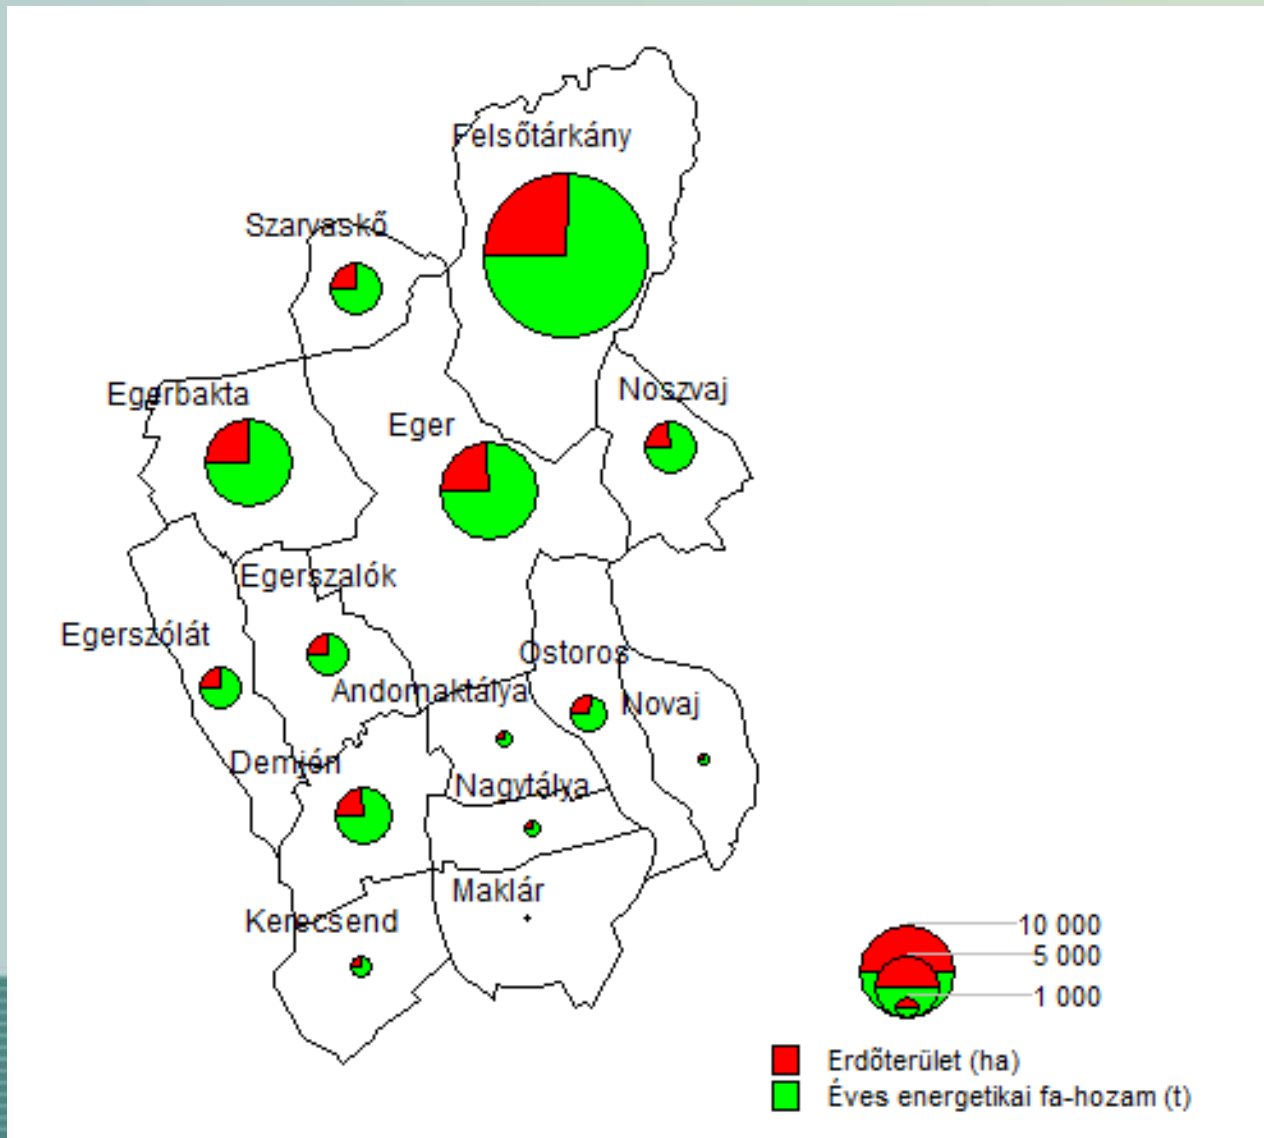 Felsőtárkány
Szarvaskő
Egerbakta
Noszvaj
Eger
Egerszalók
Egerszólát
Ostoros
Andornaktálya
Novaj
Demjén
Nagytálya
Maklár
Kerecsend
10 000
5 000
1 000
Erdőterület (ha)
Éves energetikai fa-hozam (t)